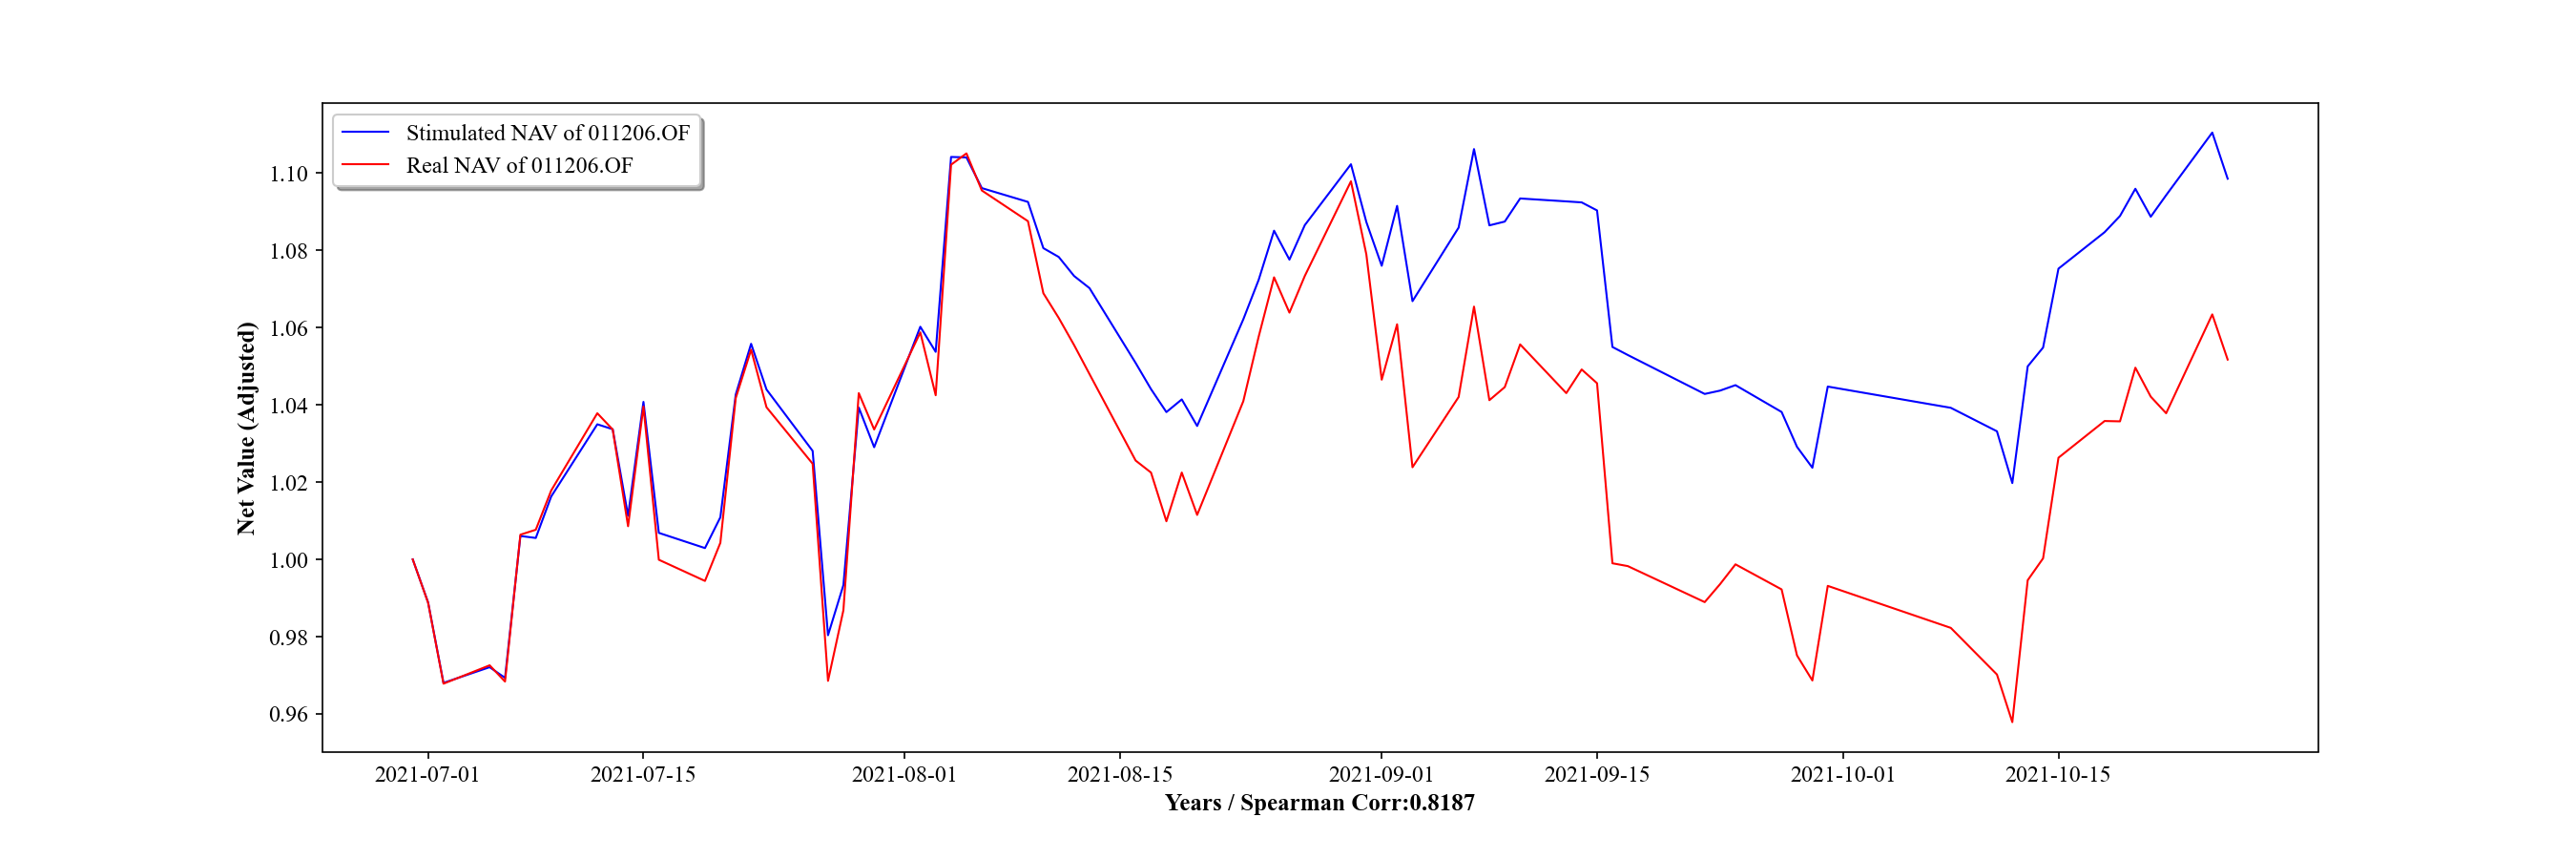 Stimulated NAV of 011206.OF
Real NAV of 011206.OF
1.10
1.08
1.06
1.04
1.02
1.00
0.98
0.96
Net Value (Adjusted)
2021-07-01 2021-07-15 2021-08-01 2021-08-15 2021-09-01 2021-09-15 2021-10-01 2021-10-15
Years / Spearman Corr:0.8187